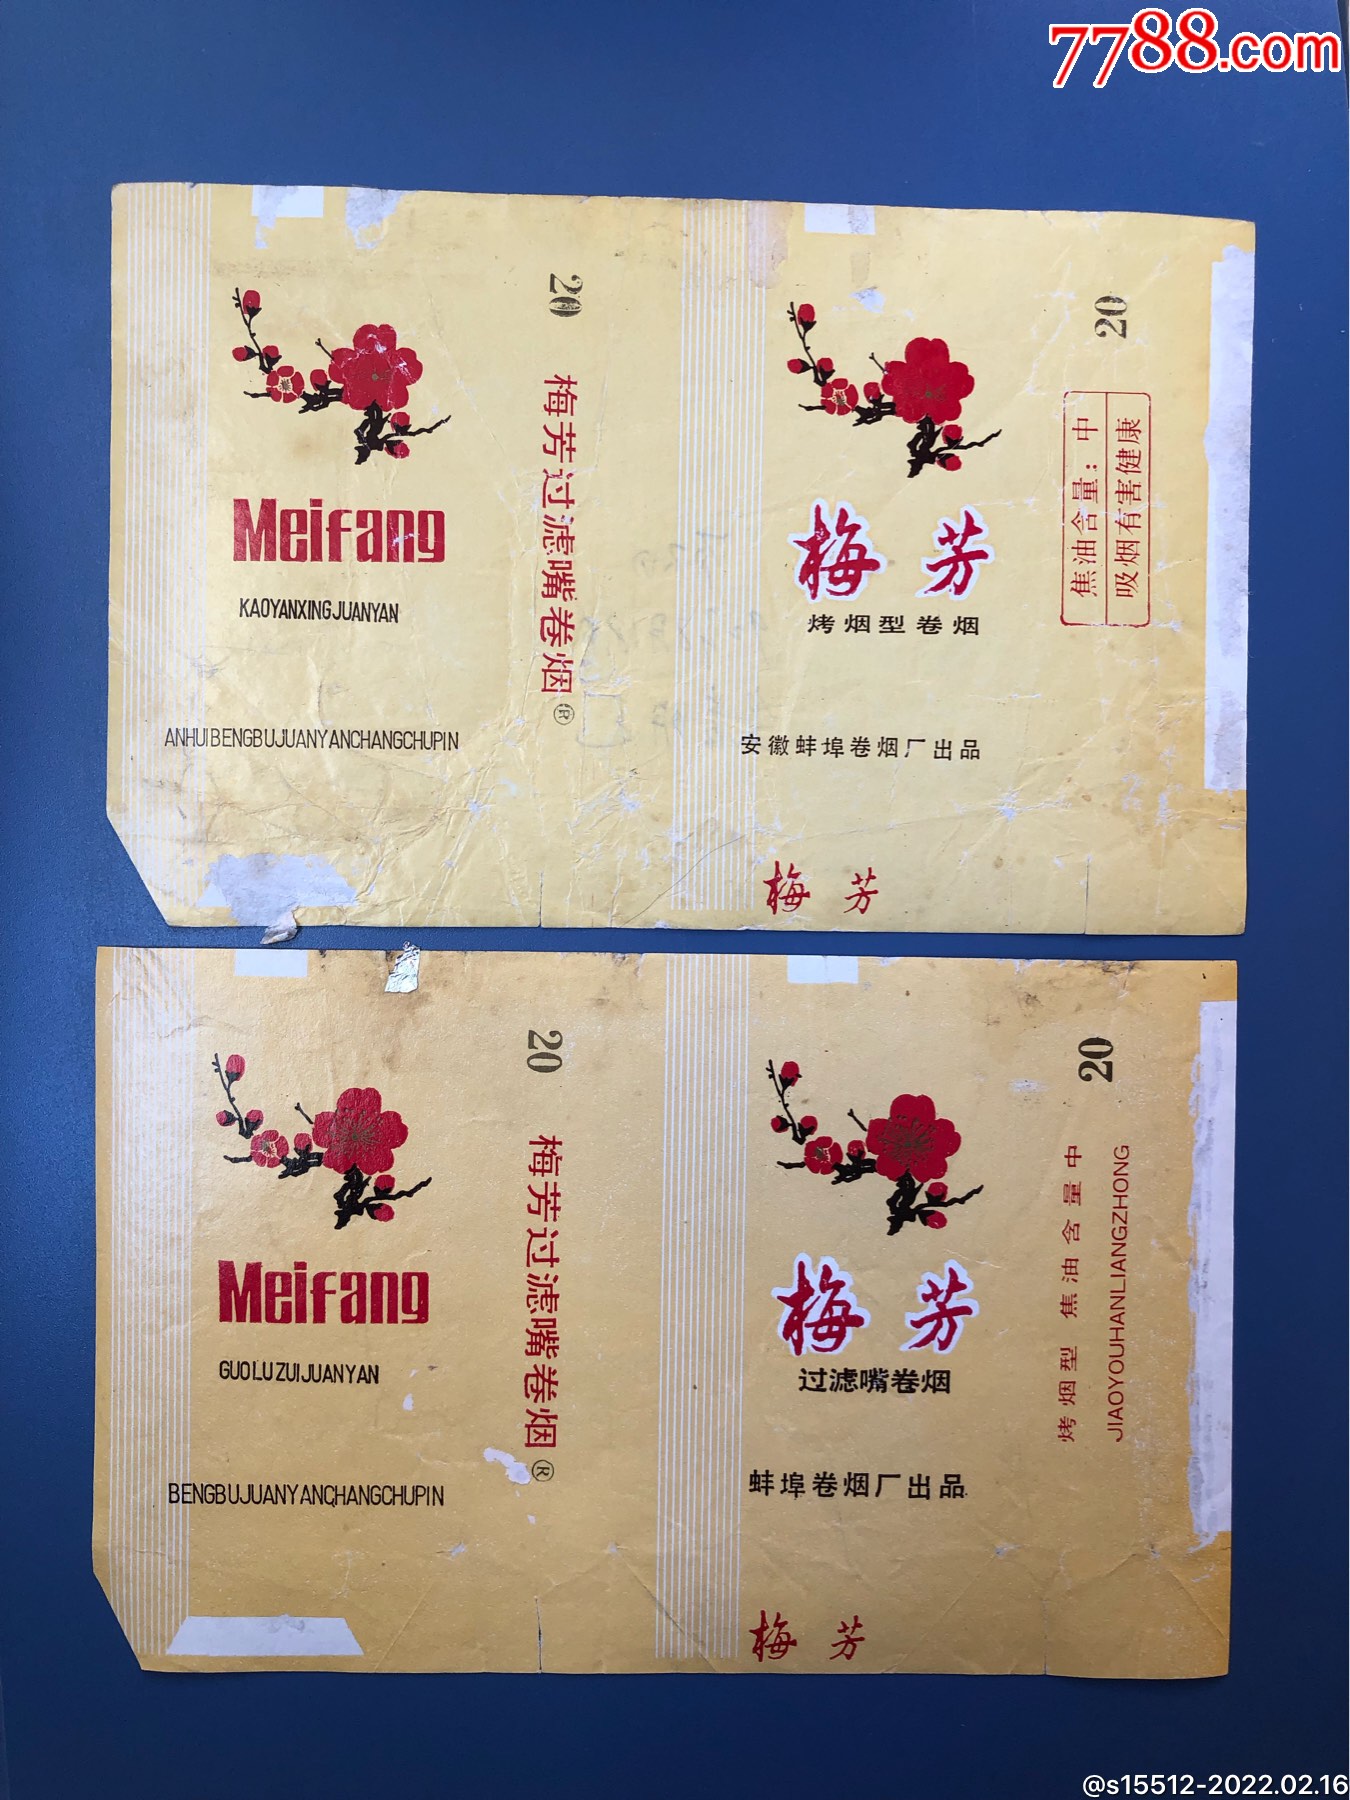 7788.com
Meifang
KAOYANXINGJUANYAN
ANHUIBENGBUJUANYANCHANGCHUPIN
20
梅芳过滤嘴卷烟®
梅芳
烤烟型卷烟
安徽蚌埠卷烟厂出品
梅芳
20
焦油含量：中
吸烟有害健康
Meifang
GUOLUZUIJUANYAN
BENGBUJUANYANCHANGCHUPIN
20
梅芳过滤嘴卷烟®
梅芳
过滤嘴卷烟
蚌埠卷烟厂出品
梅芳
20
烤烟型 焦油含量中
JIAOYOUHANLIANGZHONG
@s15512-2022.02.16